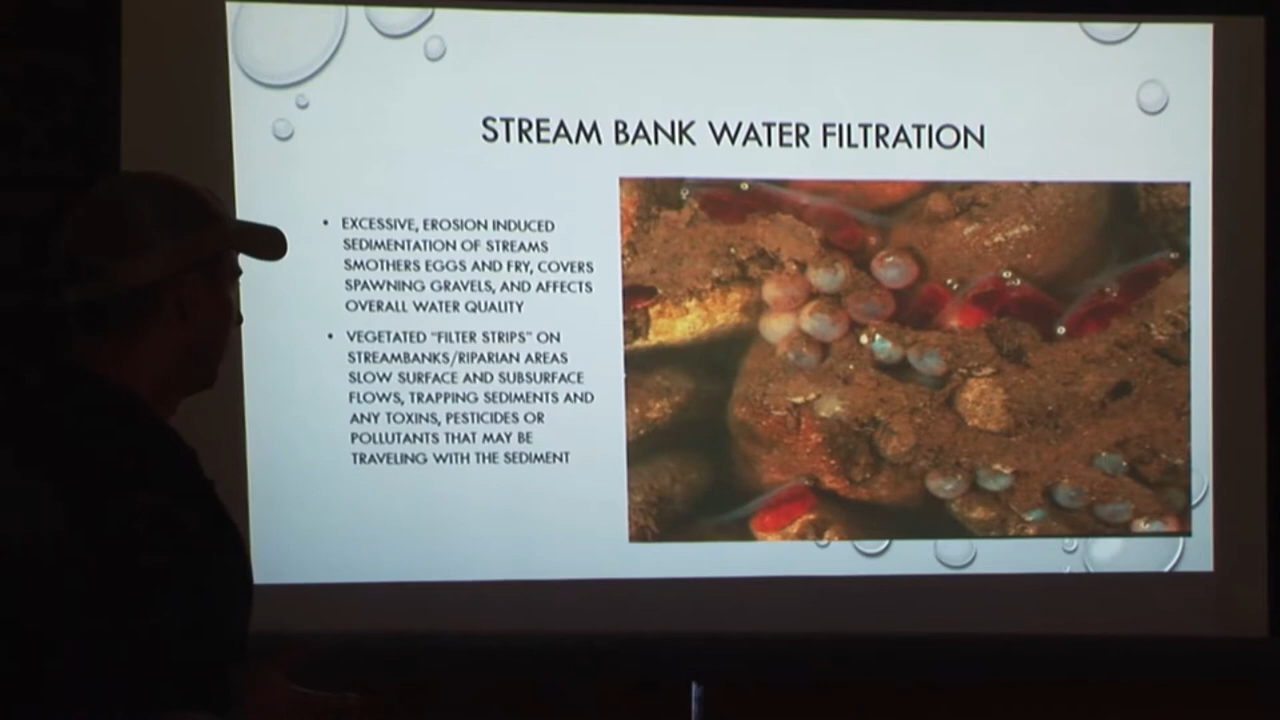 STREAM BANK WATER FILTRATION
• EXCESSIVE, EROSION INDUCED
SEDIMENTATION OF STREAMS
SMOTHERS EGGS AND FRY, COVERS
SPAWNING GRAVELS, AND AFFECTS
OVERALL WATER QUALITY
• VEGETATED "FILTER STRIPS" ON
STREAMBANKS/RIPARIAN AREAS
SLOW SURFACE AND SUBSURFACE
FLOWS, TRAPPING SEDIMENTS AND
ANY TOXINS, PESTICIDES OR
POLLUTANTS THAT MAY BE
TRAVELING WITH THE SEDIMENT